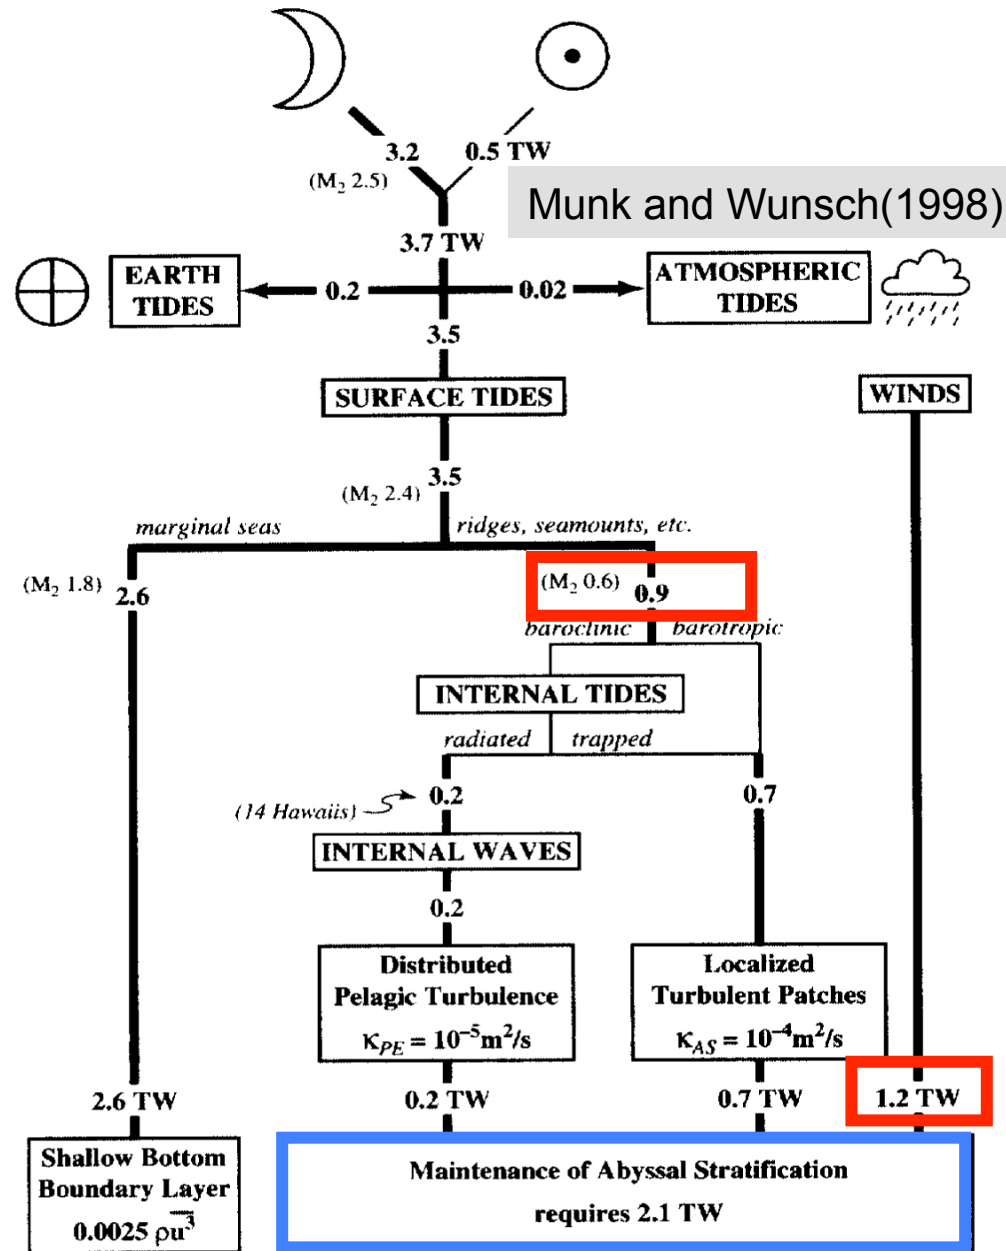 3.2 0.5 TW
(M₂ 2.5)
Munk and Wunsch(1998)
3.7 TW
EARTH
TIDES
0.2
0.02
ATMOSPHERIC
TIDES
3.5
SURFACE TIDES
WINDS
3.5
(M₂ 2.4)
marginal seas
ridges, seamounts, etc.
(M₂ 1.8) 2.6
(M₂ 0.6) 0.9
baroclinic barotropic
INTERNAL TIDES
radiated trapped
(14 Hawaiis) 0.2
0.7
INTERNAL WAVES
0.2
Distributed
Pelagic Turbulence
κPE = 10⁻⁵m²/s
Localized
Turbulent Patches
κAS = 10⁻⁴m²/s
2.6 TW
0.2 TW
0.7 TW
1.2 TW
Shallow Bottom
Boundary Layer
0.0025 ρu̅³
Maintenance of Abyssal Stratification
requires 2.1 TW